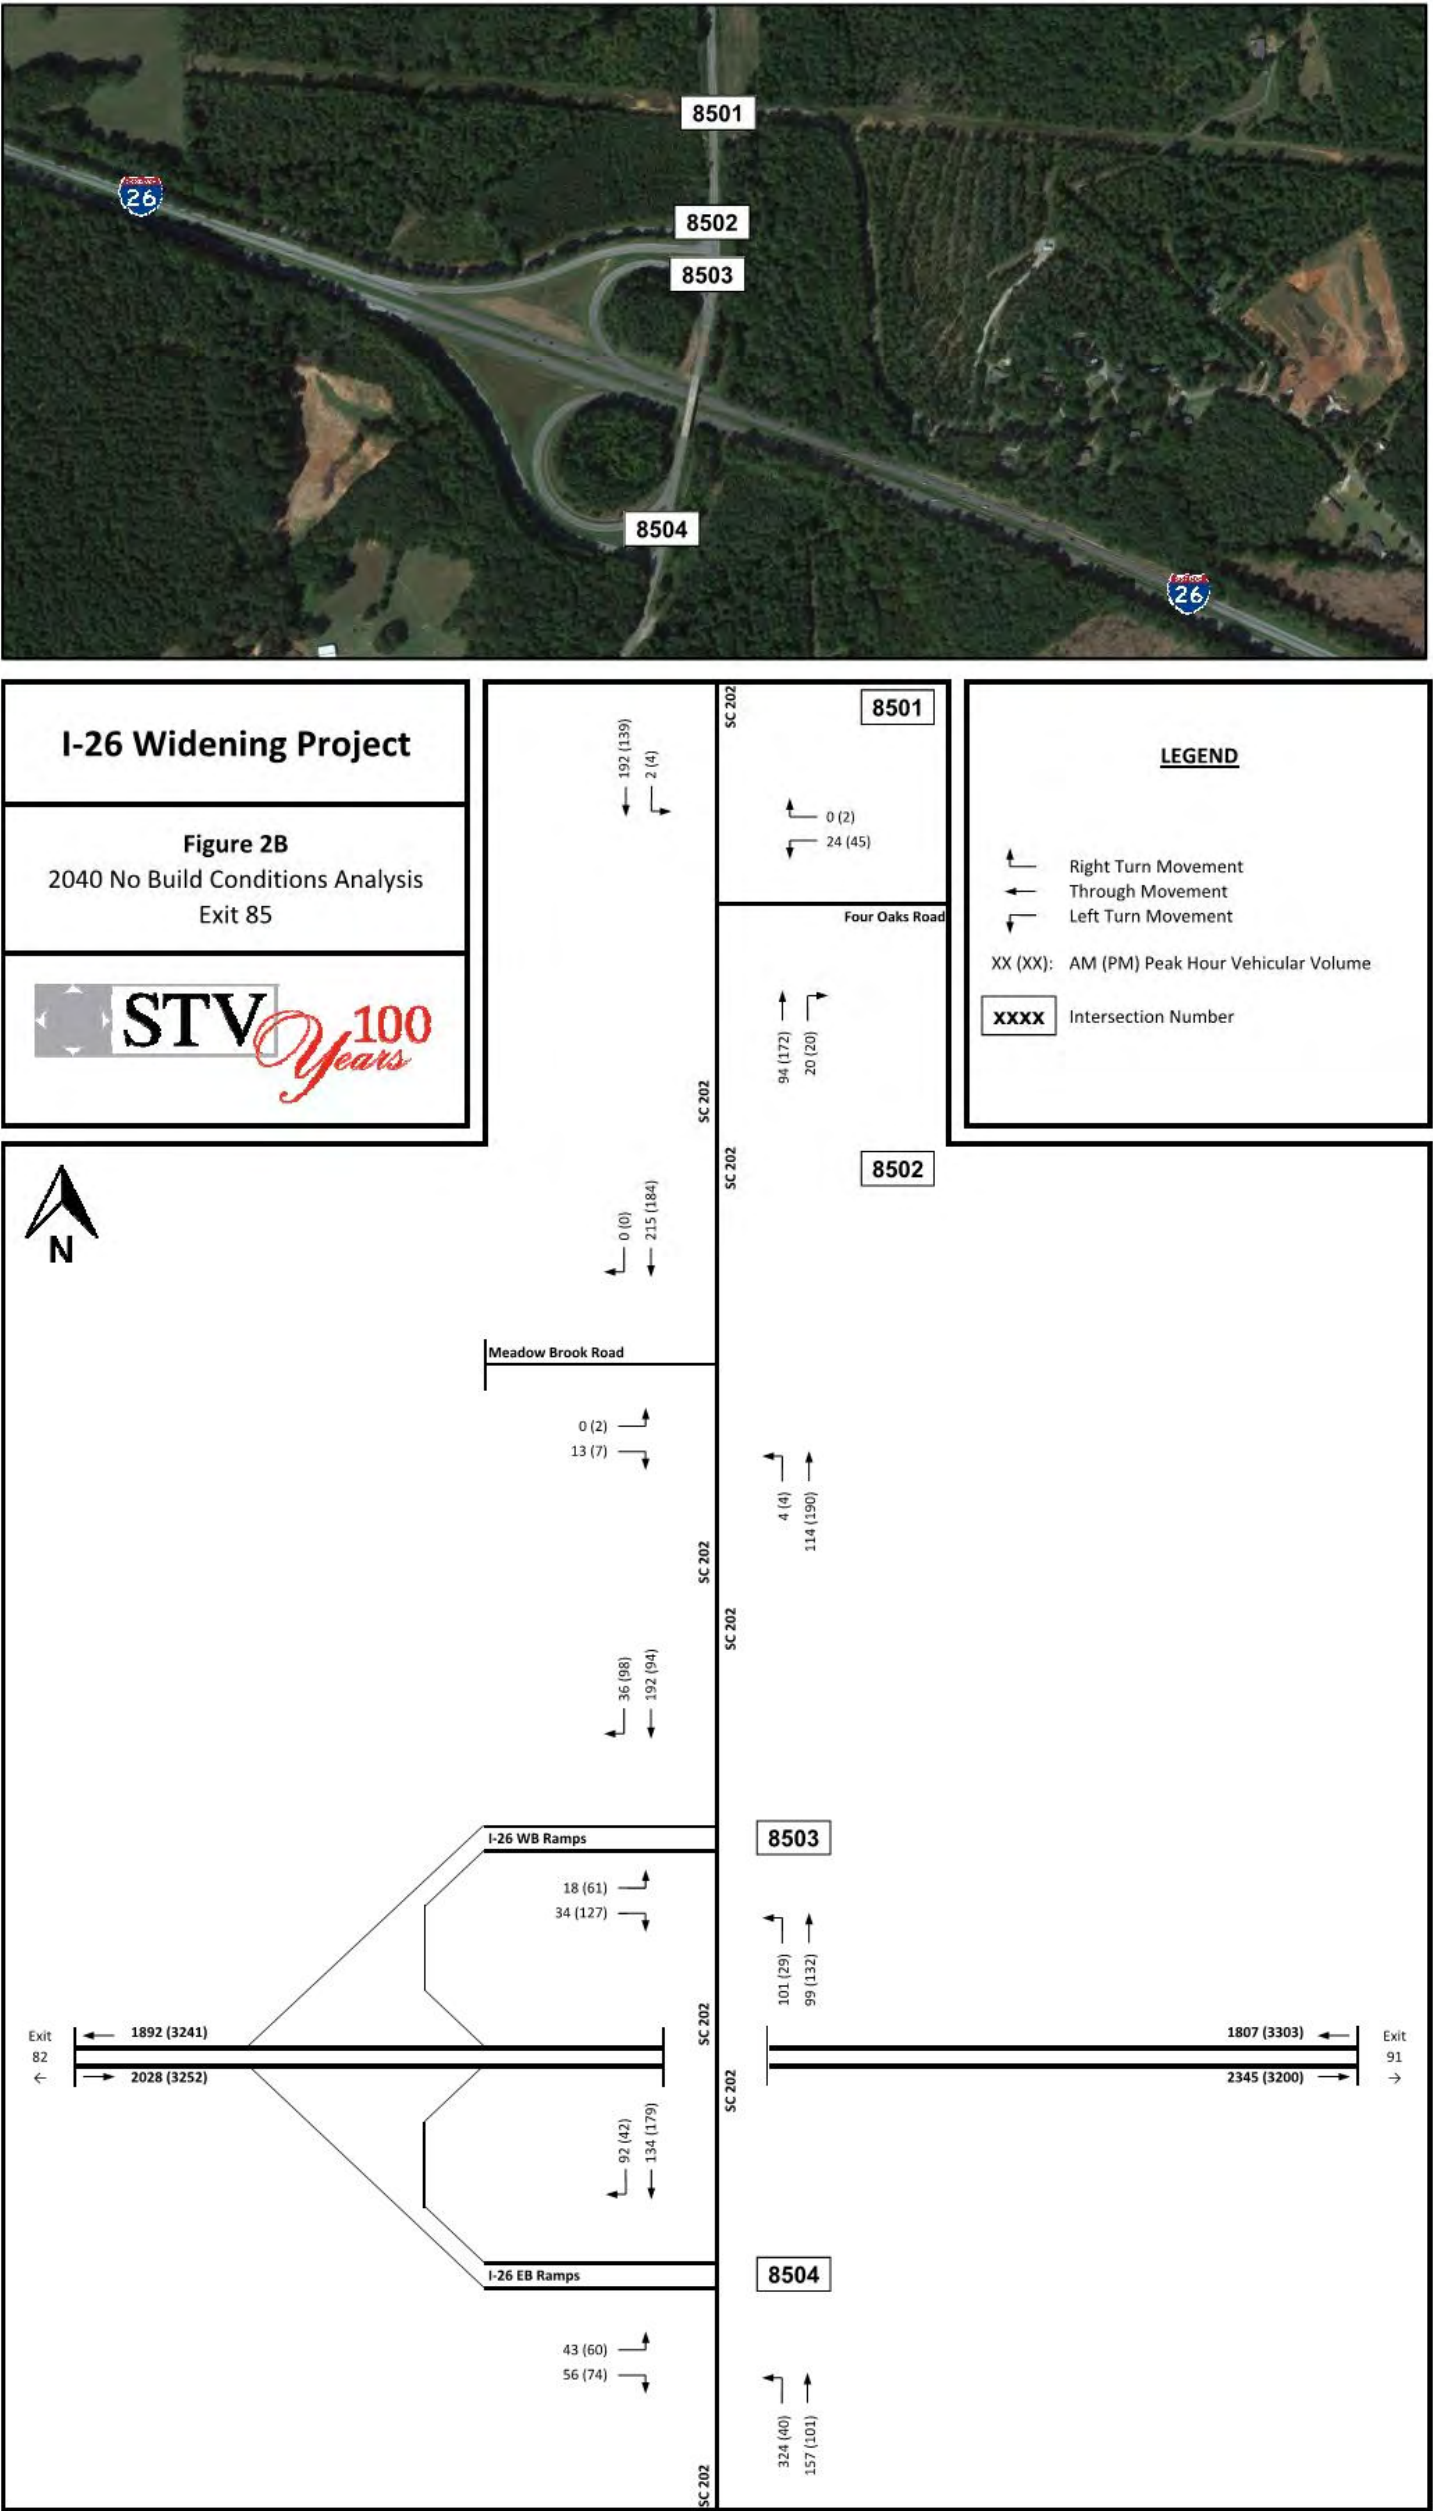 8501
26
8502
8503
8504
26
I-26 Widening Project
Figure 2B
2040 No Build Conditions Analysis
Exit 85
STV 100
Years
SC 202
8501
192 (139)
2 (4)
0 (2)
24 (45)
Four Oaks Road
94 (172)
20 (20)
SC 202
LEGEND
Right Turn Movement
Through Movement
Left Turn Movement
XX (XX): AM (PM) Peak Hour Vehicular Volume
XXXX Intersection Number
N
SC 202
8502
0 (0)
215 (184)
Meadow Brook Road
0 (2)
13 (7)
4 (4)
114 (190)
SC 202
SC 202
36 (98)
192 (94)
I-26 WB Ramps
8503
18 (61)
34 (127)
101 (29)
99 (132)
SC 202
Exit
82
←
1892 (3241)
2028 (3252)
1807 (3303)
2345 (3200)
Exit
91
→
SC 202
92 (42)
134 (179)
I-26 EB Ramps
8504
43 (60)
56 (74)
324 (40)
157 (101)
SC 202